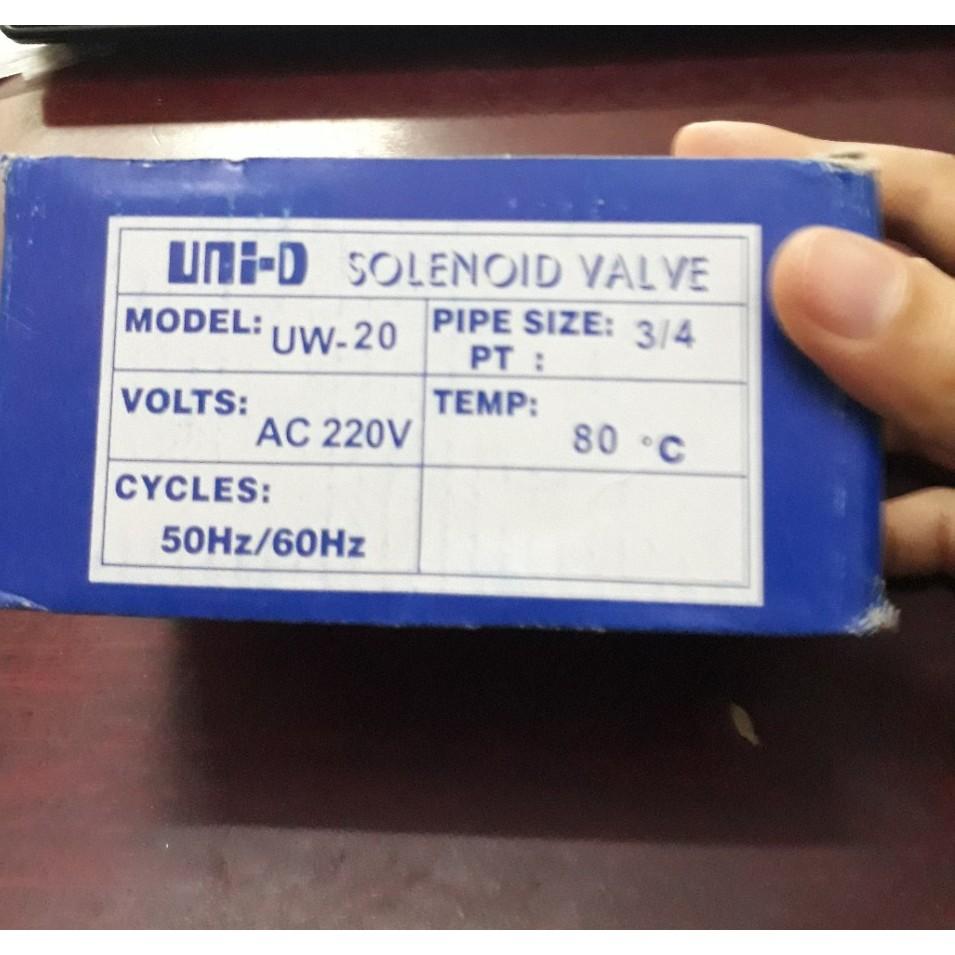 UNI-D SOLENOID VALVE
MODEL: UW-20
PIPE SIZE: 3/4
PT :
VOLTS: AC 220V
TEMP: 80 °C
CYCLES:
50Hz/60Hz